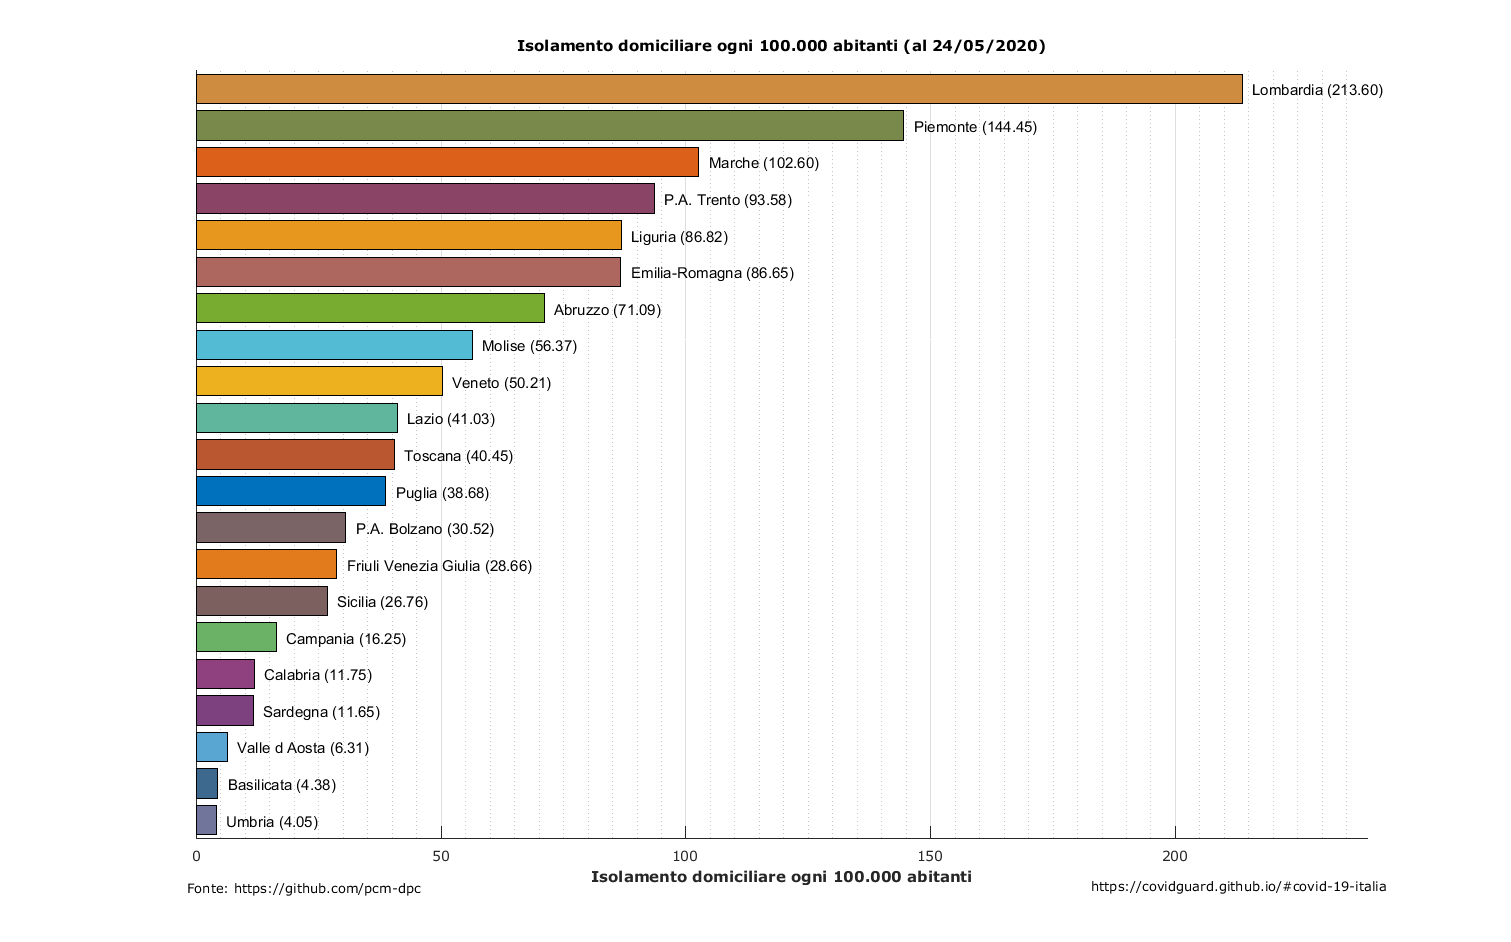 Isolamento domiciliare ogni 100.000 abitanti (al 24/05/2020)
Lombardia (213.60)
Piemonte (144.45)
Marche (102.60)
P.A. Trento (93.58)
Liguria (86.82)
Emilia-Romagna (86.65)
Abruzzo (71.09)
Molise (56.37)
Veneto (50.21)
Lazio (41.03)
Toscana (40.45)
Puglia (38.68)
P.A. Bolzano (30.52)
Friuli Venezia Giulia (28.66)
Sicilia (26.76)
Campania (16.25)
Calabria (11.75)
Sardegna (11.65)
Valle d Aosta (6.31)
Basilicata (4.38)
Umbria (4.05)
0 50 100 150 200
Isolamento domiciliare ogni 100.000 abitanti
Fonte: https://github.com/pcm-dpc
https://covidguard.github.io/#covid-19-italia